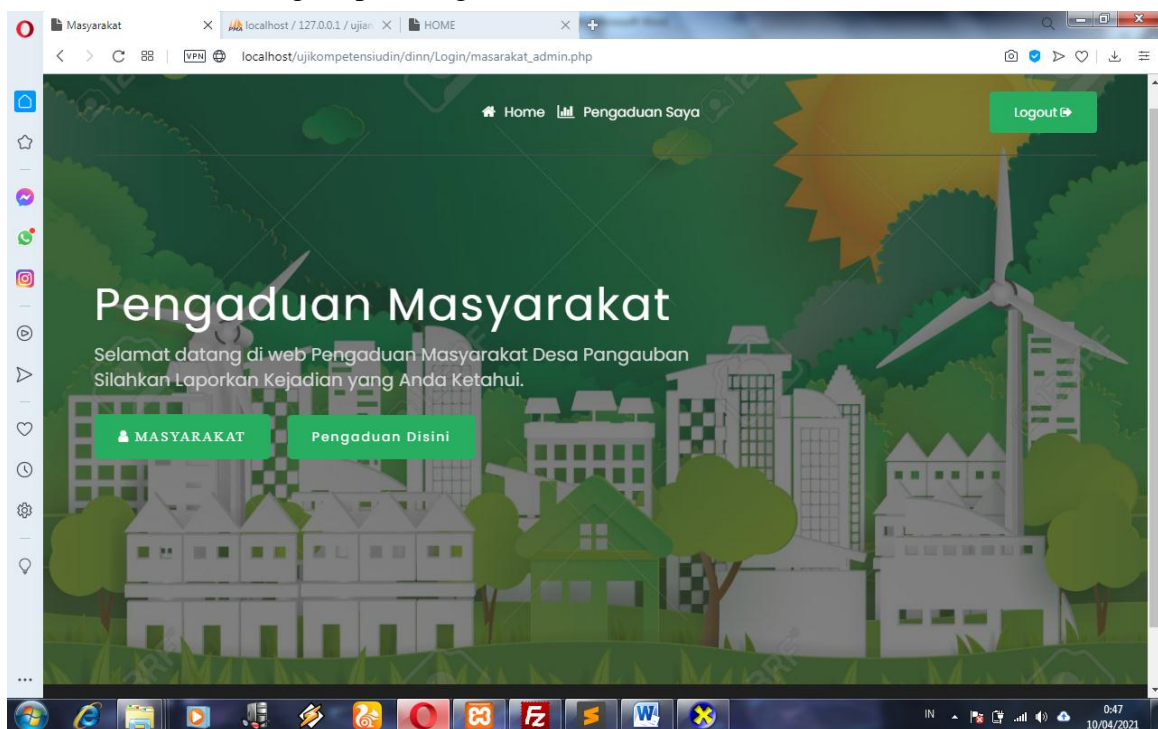 Masyarakat
localhost / 127.0.0.1 / ujian
HOME
VPN
localhost/ujikompetensiudin/dinn/Login/masarakat_admin.php
Home
Pengaduan Saya
Logout
Pengaduan Masyarakat
Selamat datang di web Pengaduan Masyarakat Desa Pangauban
Silahkan Laporkan Kejadian yang Anda Ketahui.
MASYARAKAT
Pengaduan Disini
IN
0:47
10/04/2021